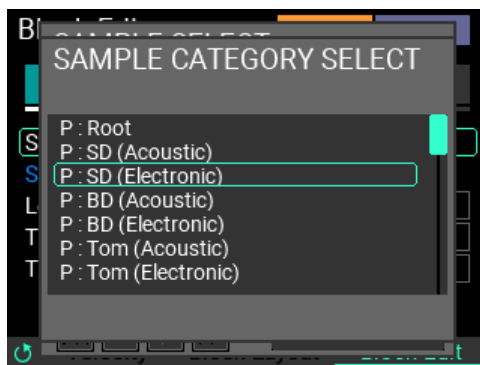 SAMPLE CATEGORY SELECT
P : Root
P : SD (Acoustic)
P : SD (Electronic)
P : BD (Acoustic)
P : BD (Electronic)
P : Tom (Acoustic)
P : Tom (Electronic)